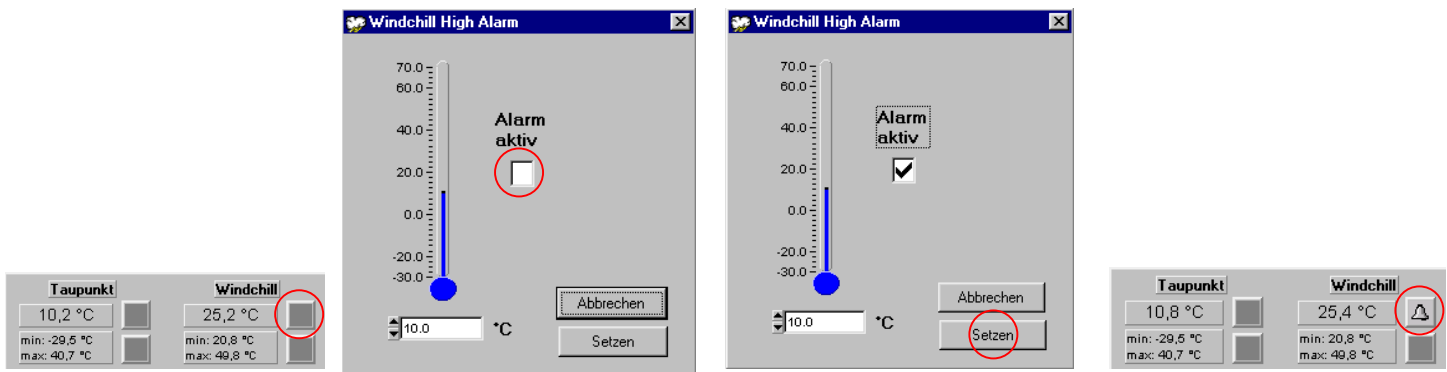 Taupunkt Windchill
10,2 °C 25,2 °C
min: -29,5 °C min: 20,8 °C
max: 40,7 °C max: 49,8 °C
Windchill High Alarm
70.0
60.0
40.0
20.0
0.0
-20.0
-30.0
Alarm
aktiv
10.0 °C
Abbrechen
Setzen
Windchill High Alarm
70.0
60.0
40.0
20.0
0.0
-20.0
-30.0
Alarm
aktiv
10.0 °C
Abbrechen
Setzen
Taupunkt Windchill
10,8 °C 25,4 °C
min: -29,5 °C min: 20,8 °C
max: 40,7 °C max: 49,8 °C